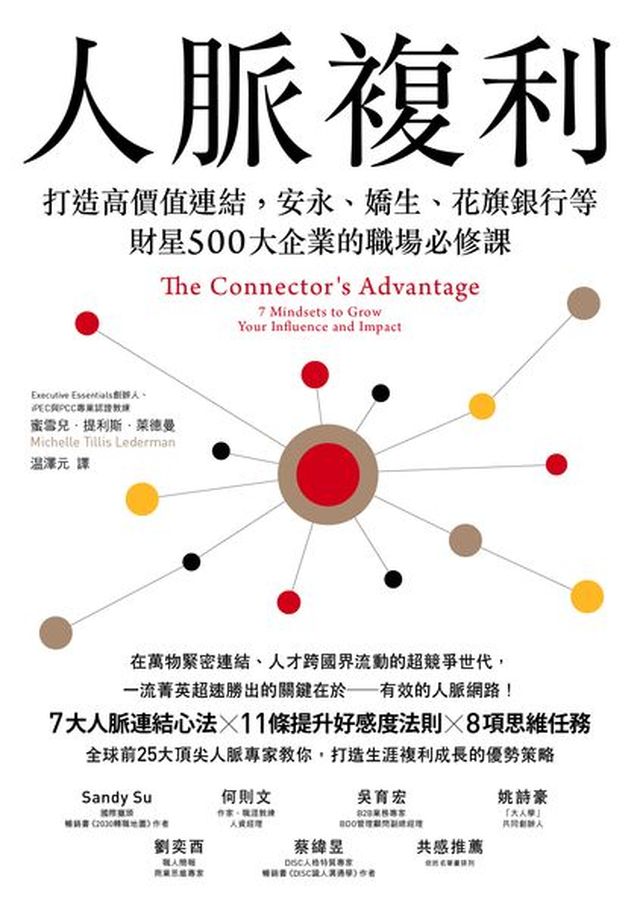 人脈複利
打造高價值連結，安永、嬌生、花旗銀行等
財星500大企業的職場必修課
The Connector's Advantage
7 Mindsets to Grow
Your Influence and Impact
Executive Essentials創辦人、
iPEC與PCC專業認證教練
蜜雪兒・提利斯・萊德曼
Michelle Tillis Lederman
温澤元 譯
在萬物緊密連結、人才跨國界流動的超競爭世代，
一流菁英超速勝出的關鍵在於──有效的人脈網路！
7大人脈連結心法×11條提升好感度法則×8項思維任務
全球前25大頂尖人脈專家教你，打造生涯複利成長的優勢策略
Sandy Su
國際獵頭
暢銷書《2030轉職地圖》作者
何則文
作家、職涯教練
人資經理
吳育宏
B2B業務專家
BDO管理顧問副總經理
姚詩豪
「大人學」
共同創辦人
劉奕酉
職人簡報
商業思維專家
蔡緯昱
DISC人格特質專家
暢銷書《DISC識人溝通學》作者
共感推薦
依姓名筆畫排列